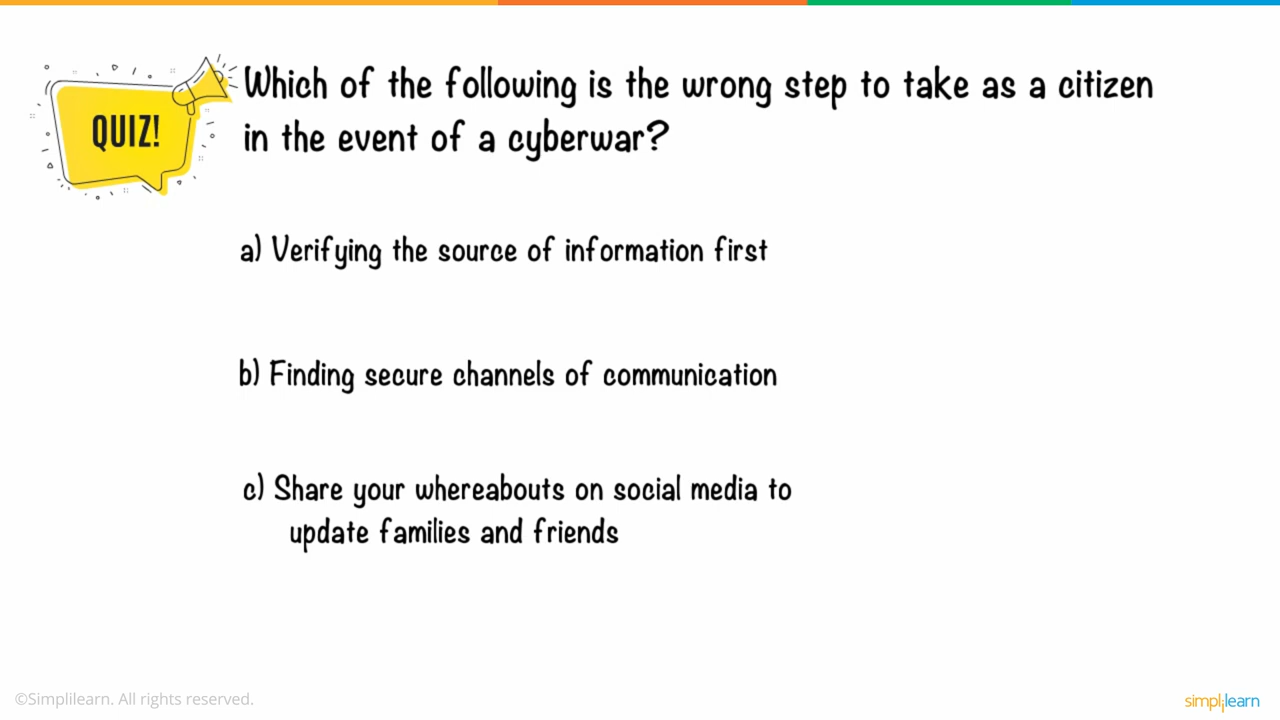 QUIZ!
Which of the following is the wrong step to take as a citizen
in the event of a cyberwar?
a) Verifying the source of information first
b) Finding secure channels of communication
c) Share your whereabouts on social media to
update families and friends
©Simplilearn. All rights reserved.
simplilearn